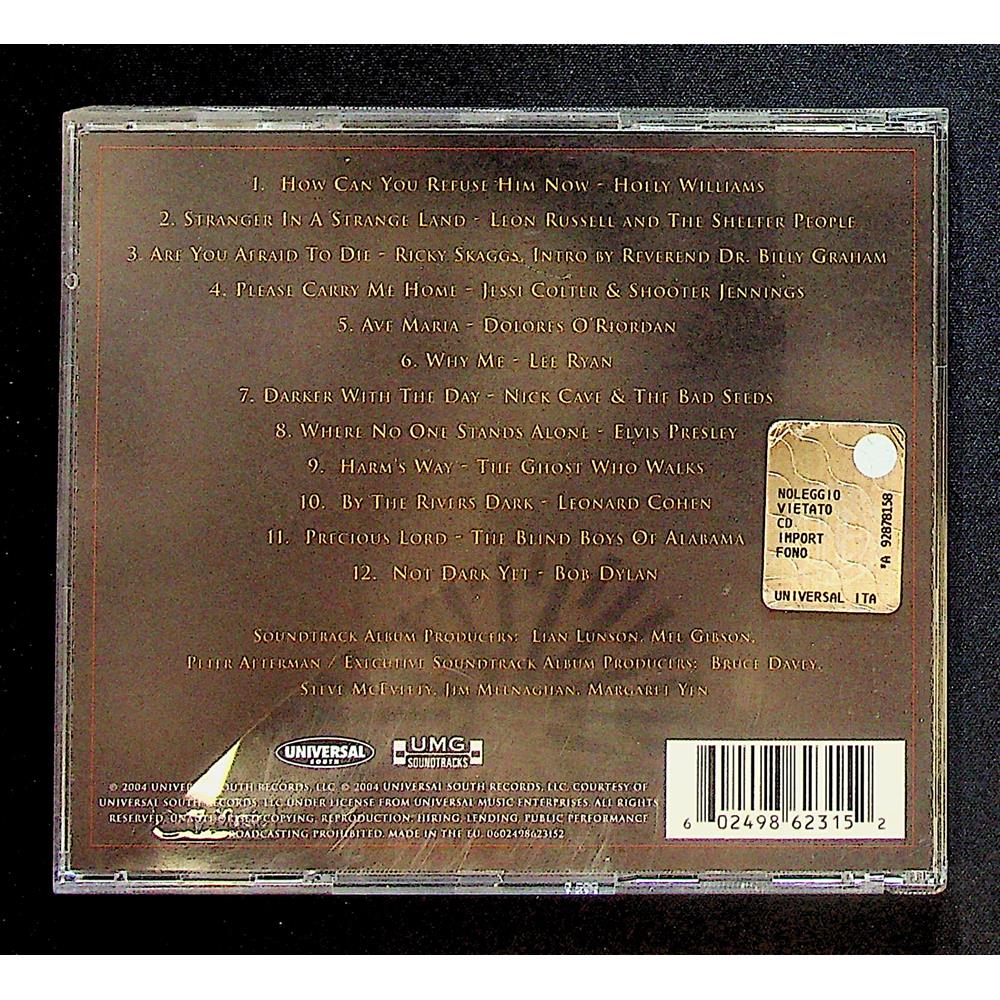 1. How Can You Refuse Him Now - Holly Williams
2. Stranger In A Strange Land - Leon Russell and The Shelter People
3. Are You Afraid To Die - Ricky Skaggs, Intro by Reverend Dr. Billy Graham
4. Please Carry Me Home - Jessi Colter & Shooter Jennings
5. Ave Maria - Dolores O'Riordan
6. Why Me - Lee Ryan
7. Darker With The Day - Nick Cave & The Bad Seeds
8. Where No One Stands Alone - Elvis Presley
9. Harm's Way - The Ghost Who Walks
10. By The Rivers Dark - Leonard Cohen
11. Precious Lord - The Blind Boys Of Alabama
12. Not Dark Yet - Bob Dylan
NOLEGGIO
VIETATO
CD
IMPORT
FONO
UNIVERSAL ITA
*A 92878158
Soundtrack Album Producers: Lian Lunson, Mel Gibson,
Peter Afterman / Executive Soundtrack Album Producers: Bruce Davey,
Steve McEveety, Jim Meenaghan, Margaret Yen
UNIVERSAL
SOUTH
UMG
SOUNDTRACKS
℗ 2004 UNIVERSAL SOUTH RECORDS, LLC © 2004 UNIVERSAL SOUTH RECORDS, LLC. COURTESY OF
UNIVERSAL SOUTH RECORDS, LLC UNDER LICENSE FROM UNIVERSAL MUSIC ENTERPRISES. ALL RIGHTS
RESERVED. UNAUTHORISED COPYING, REPRODUCTION, HIRING, LENDING, PUBLIC PERFORMANCE
BROADCASTING PROHIBITED. MADE IN THE EU. 0602498623152
6 02498 62315 2